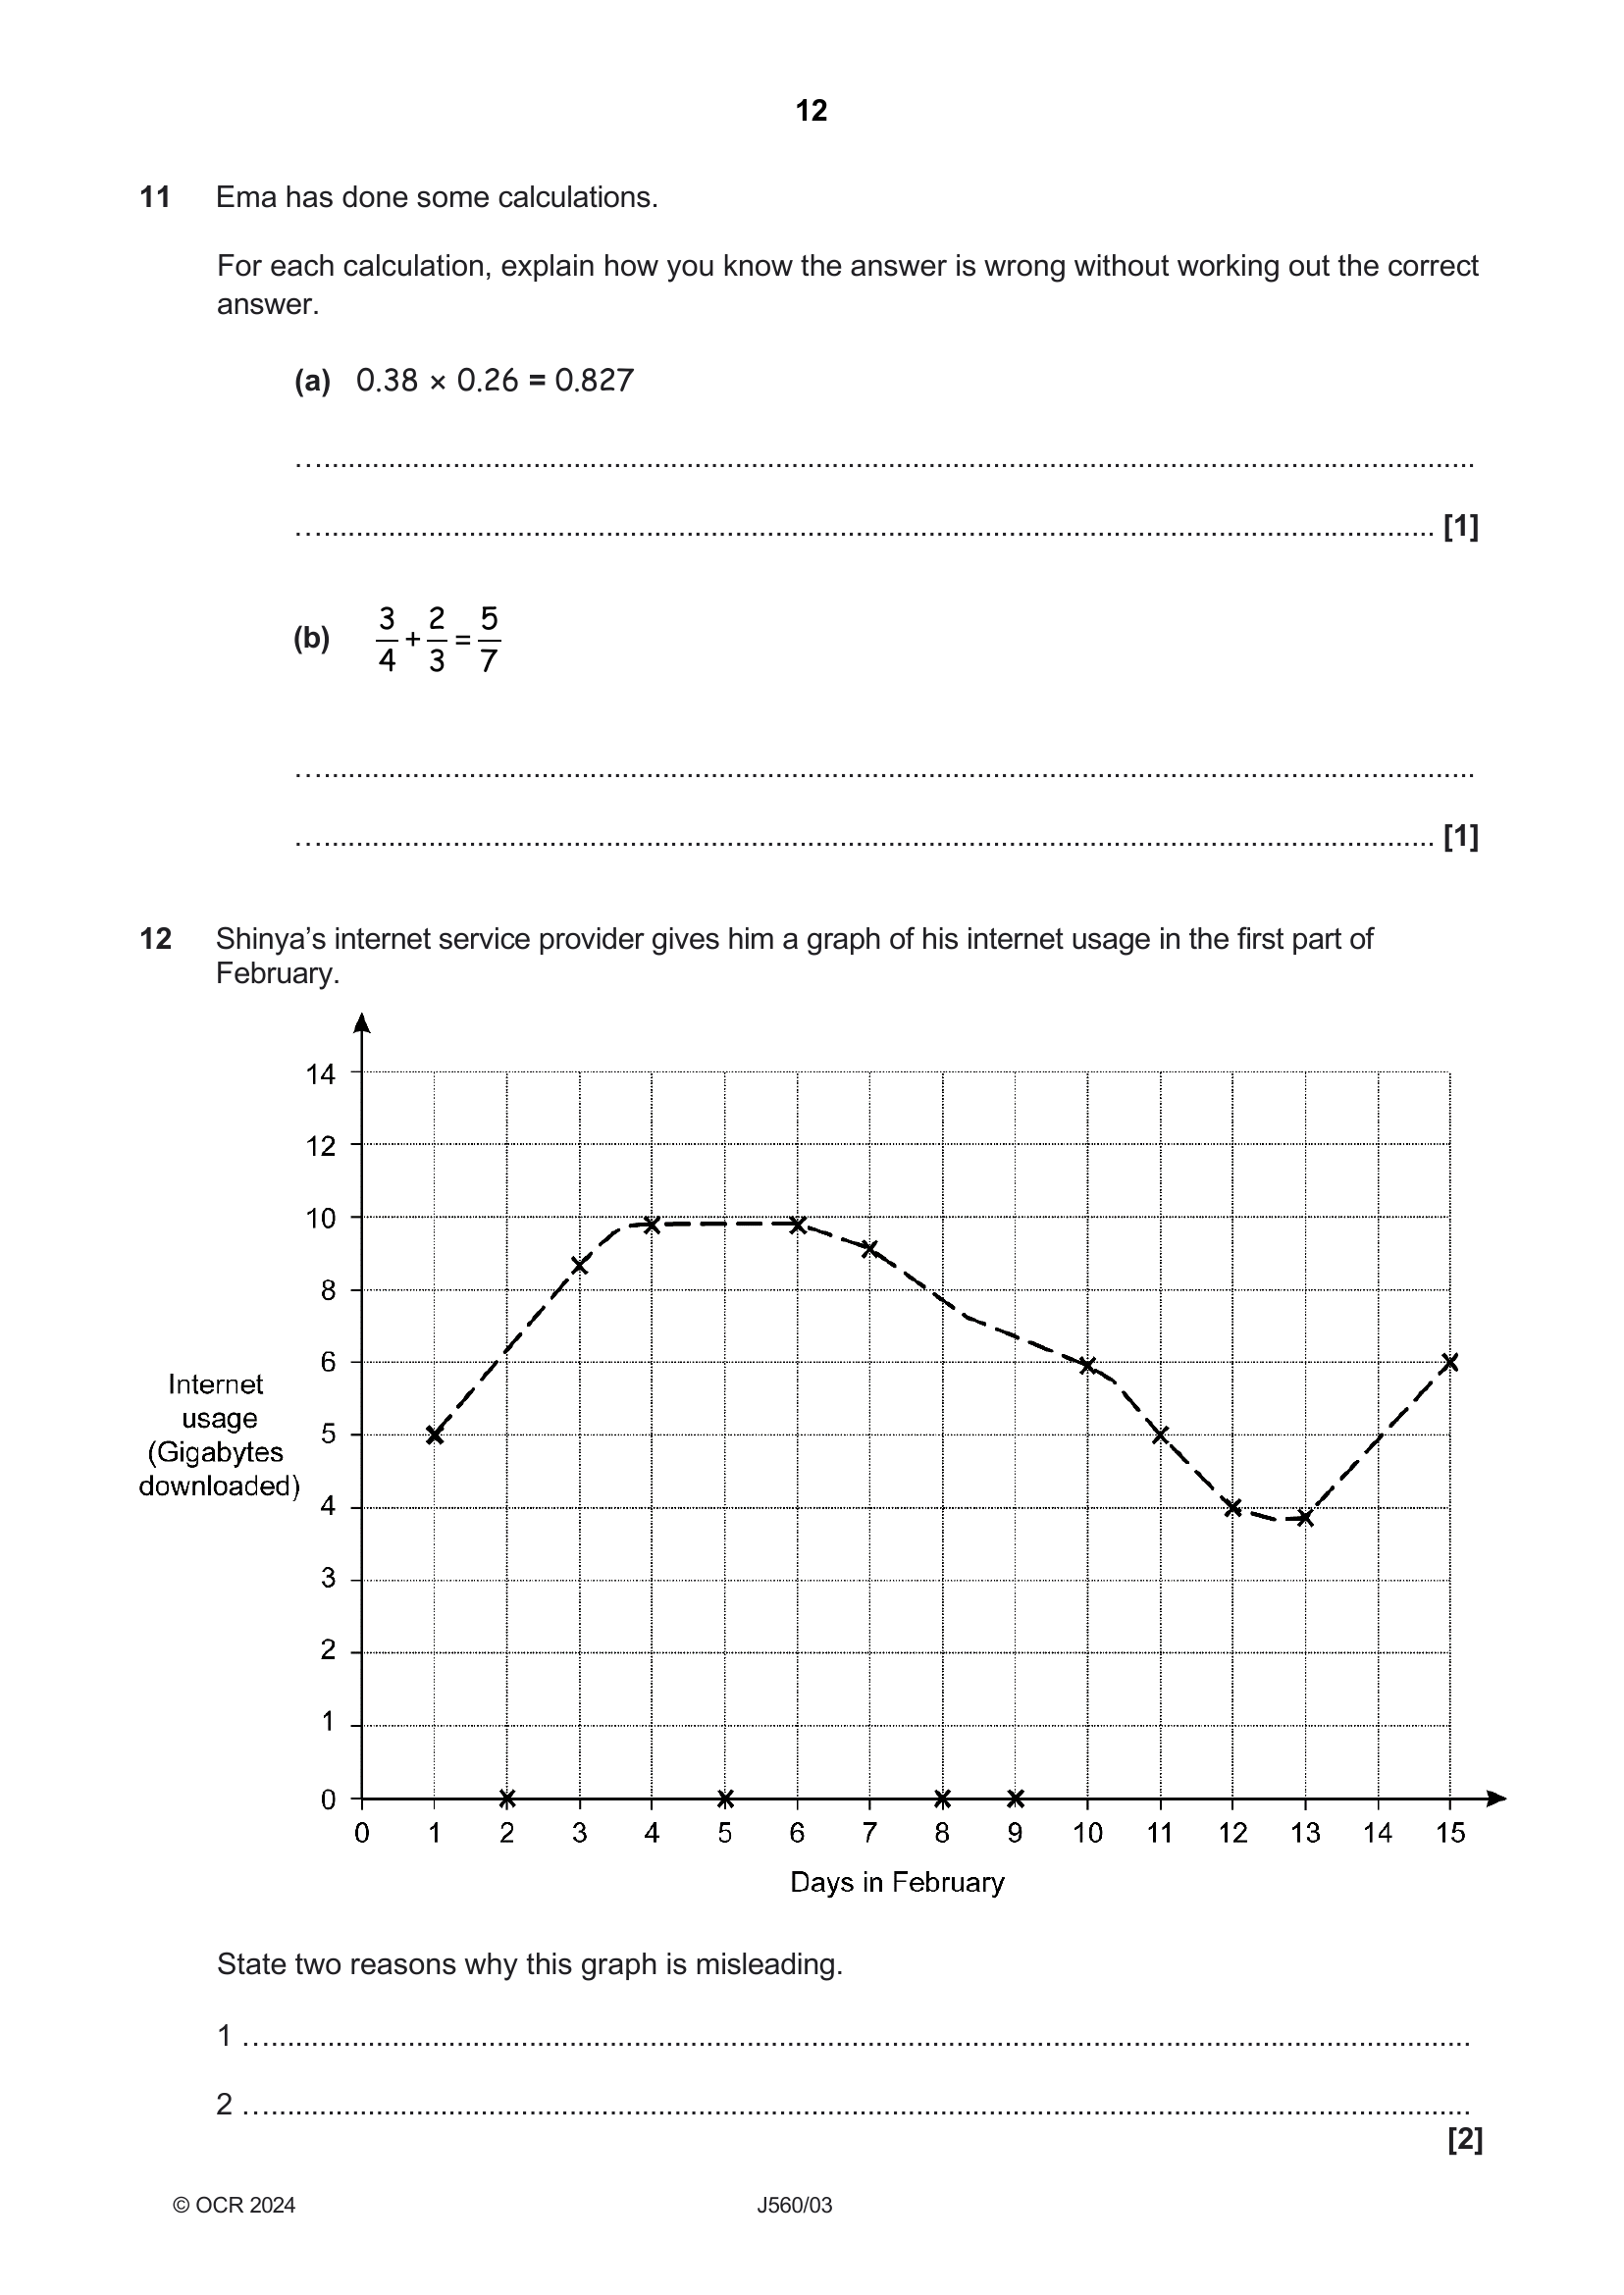 12
11 Ema has done some calculations.
For each calculation, explain how you know the answer is wrong without working out the correct
answer.
(a) 0.38 × 0.26 = 0.827
....................................................................................................
.................................................................................................... [1]
(b) 3/4 + 2/3 = 5/7
....................................................................................................
.................................................................................................... [1]
12 Shinya’s internet service provider gives him a graph of his internet usage in the first part of
February.
14
12
10
8
6
5
4
3
2
1
0
Internet
usage
(Gigabytes
downloaded)
0 1 2 3 4 5 6 7 8 9 10 11 12 13 14 15
Days in February
State two reasons why this graph is misleading.
1 ....................................................................................................
2 ....................................................................................................
[2]
© OCR 2024 J560/03